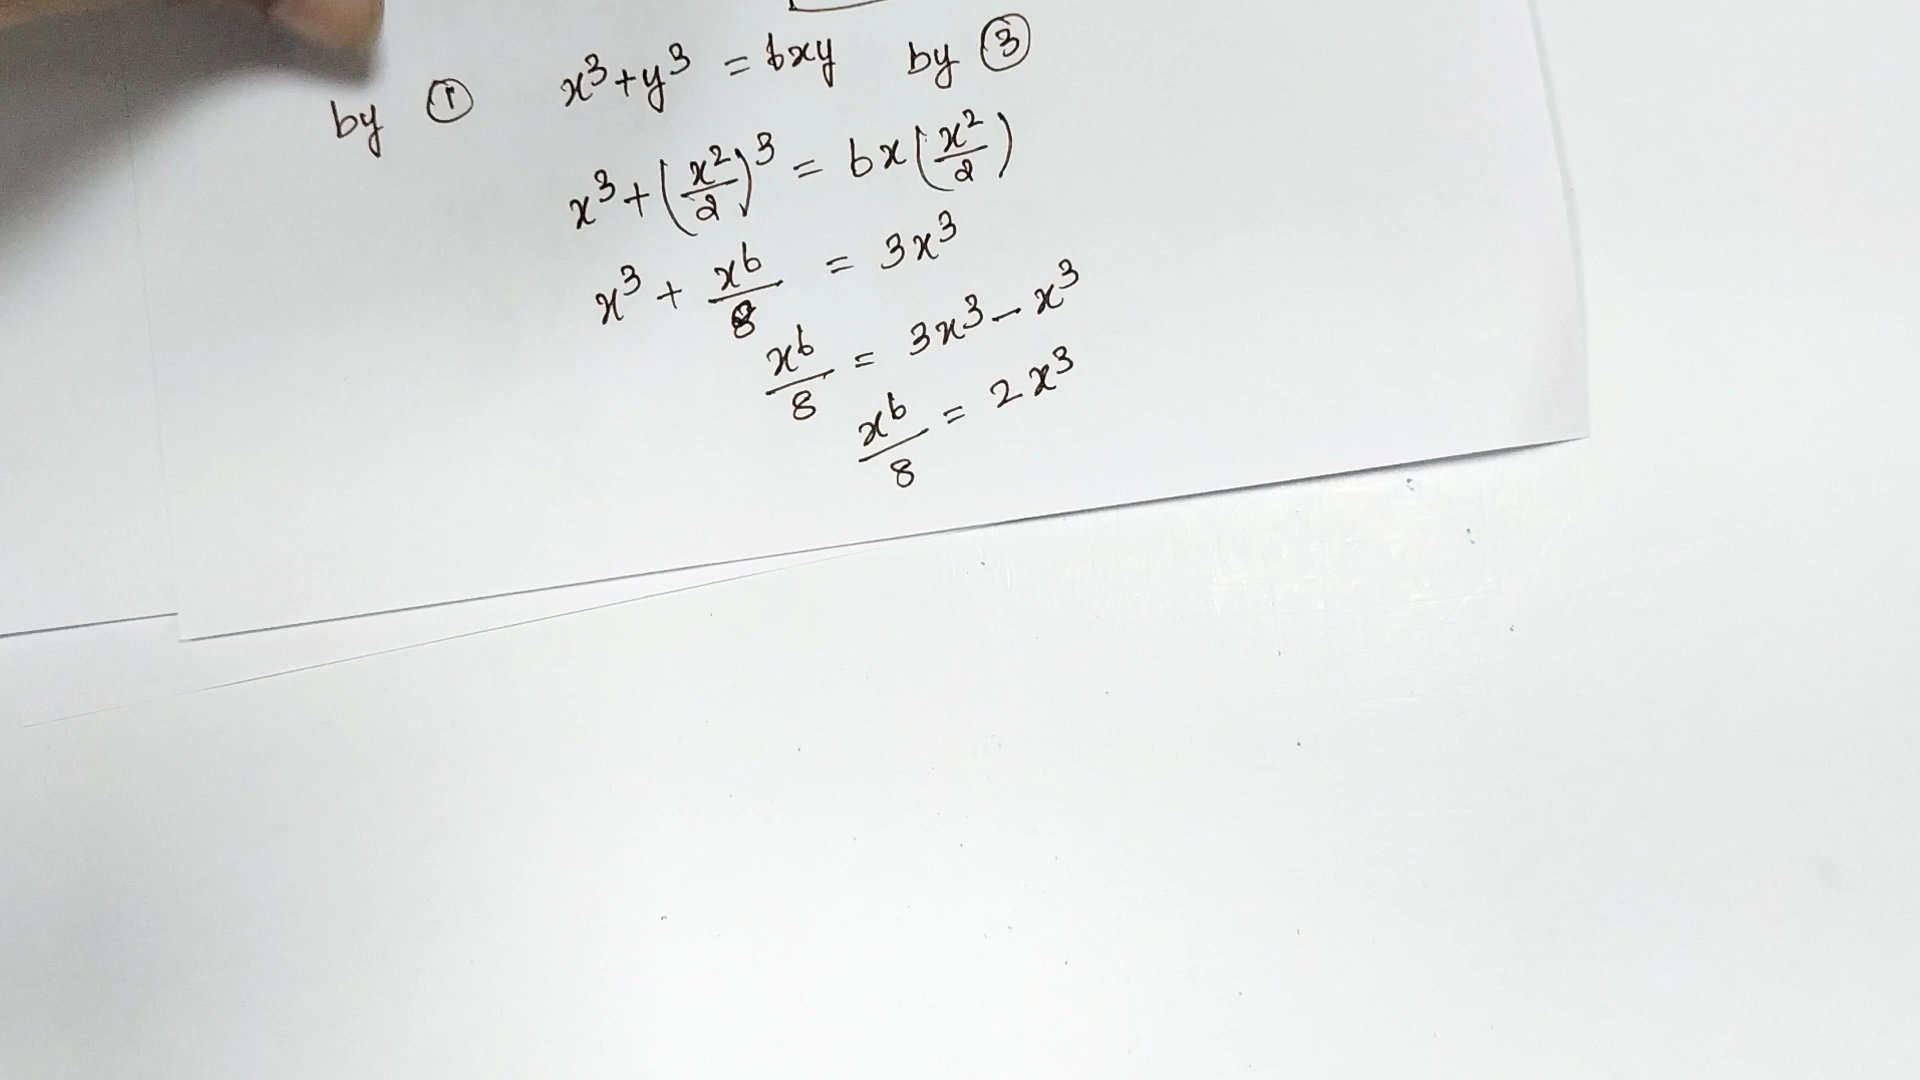 by ① x³+y³ = 6xy by ③
x³+(x²/2)³ = 6x(x²/2)
x³ + x⁶/8 = 3x³
x⁶/8 = 3x³ - x³
x⁶/8 = 2x³